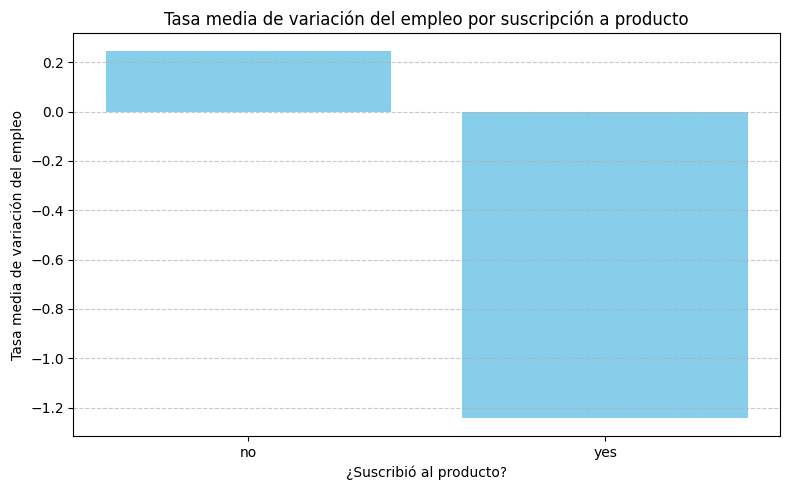 Tasa media de variación del empleo por suscripción a producto
Tasa media de variación del empleo
0.2
0.0
−0.2
−0.4
−0.6
−0.8
−1.0
−1.2
no
yes
¿Suscribió al producto?